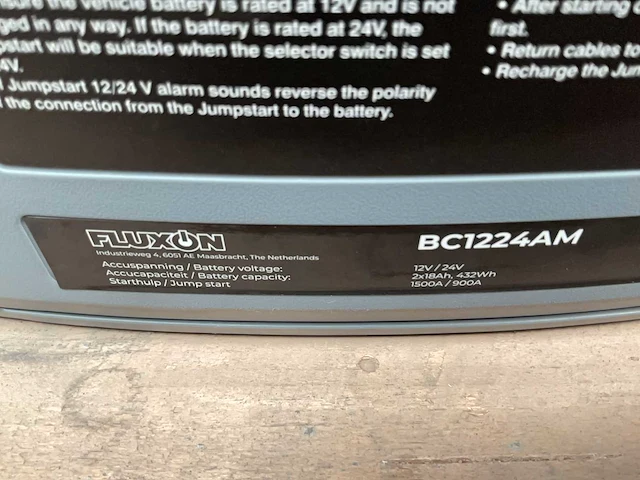 sure the vehicle battery is rated at 12V and is not
ged in any way. If the battery is rated at 24V, the
pstart will be suitable when the selector switch is set
4V.
Jumpstart 12/24 V alarm sounds reverse the polarity
the connection from the Jumpstart to the battery.
• After starting
first.
• Return cables to
• Recharge the Jum
FLUXON
Industrieweg 4, 6051 AE Maasbracht, The Netherlands
BC1224AM
Accuspanning / Battery voltage: 12V / 24V
Accucapaciteit / Battery capacity: 2x18Ah, 432Wh
Starthulp / Jump start 1500A / 900A